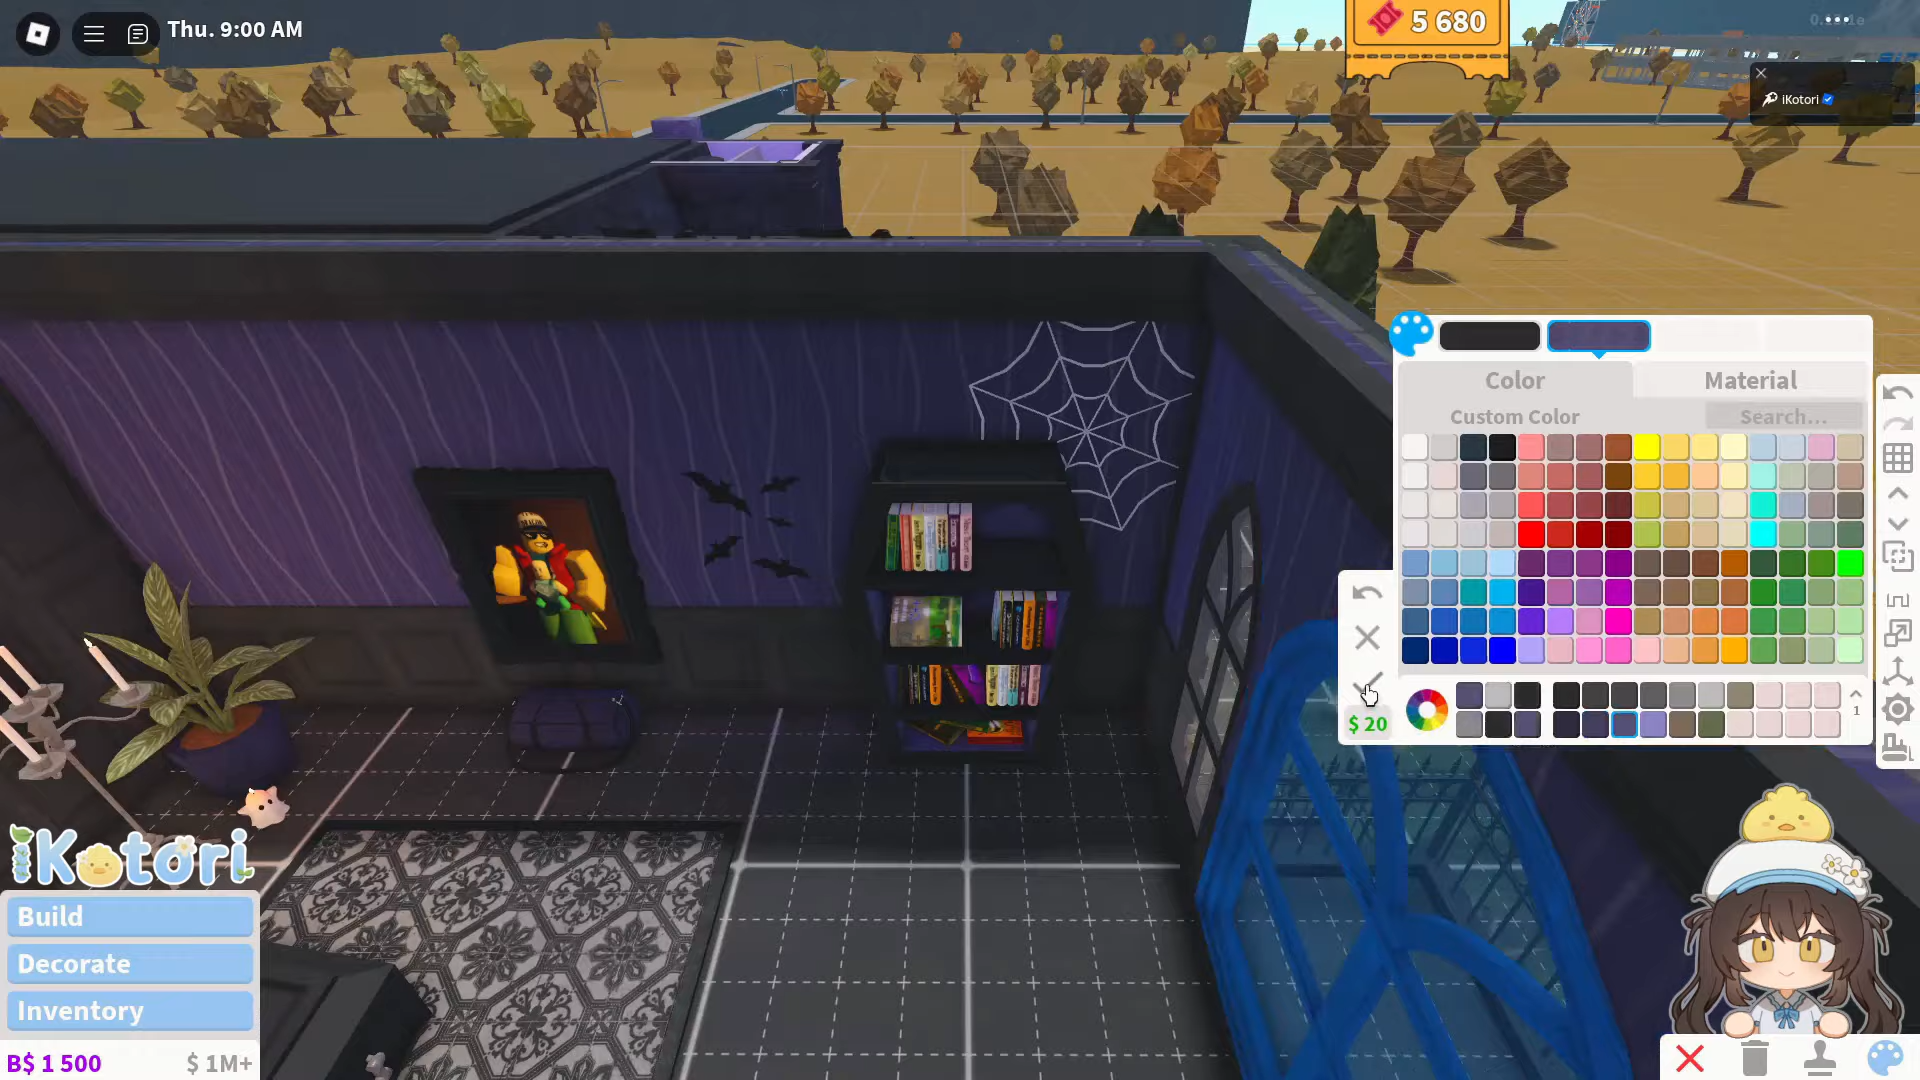 Thu. 9:00 AM
5 680
iKotori
Color
Material
Custom Color
Search...
$ 20
1
iKotori
Build
Decorate
Inventory
B$ 1 500
$ 1M+